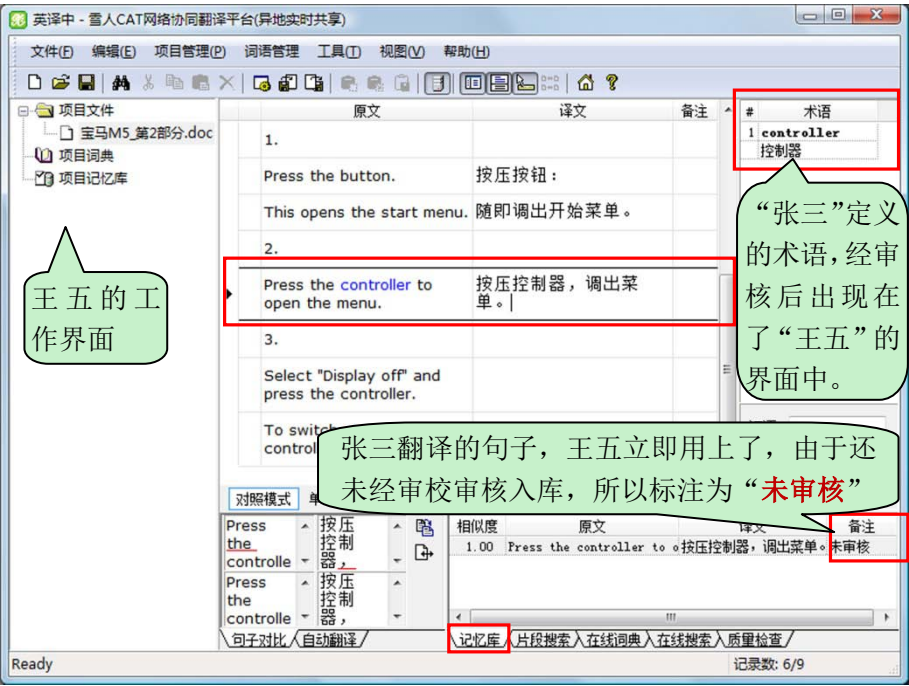 英译中 - 雪人CAT网络协同翻译平台(异地实时共享)
文件(F) 编辑(E) 项目管理(P) 词语管理 工具(T) 视图(V) 帮助(H)
项目文件
宝马M5_第2部分.doc
项目词典
项目记忆库
原文 译文 备注
1.
Press the button. 按压按钮：
This opens the start menu. 随即调出开始菜单。
2.
Press the controller to 按压控制器，调出菜
open the menu. 单。
3.
Select "Display off" and
press the controller.
To switch
control
# 术语
1 controller
控制器
“张三”定义
的术语，经审
核后出现在
了“王五”的
界面中。
王五的工
作界面
张三翻译的句子，王五立即用上了，由于还
未经审校审核入库，所以标注为“未审核”
对照模式
Press
the
controlle
按压
控制
器，
Press
the
controlle
按压
控制
器，
句子对比 自动翻译
相似度 原文 译文 备注
1.00 Press the controller to o 按压控制器，调出菜单。 未审核
记忆库 片段搜索 在线词典 在线搜索 质量检查
Ready 记录数: 6/9